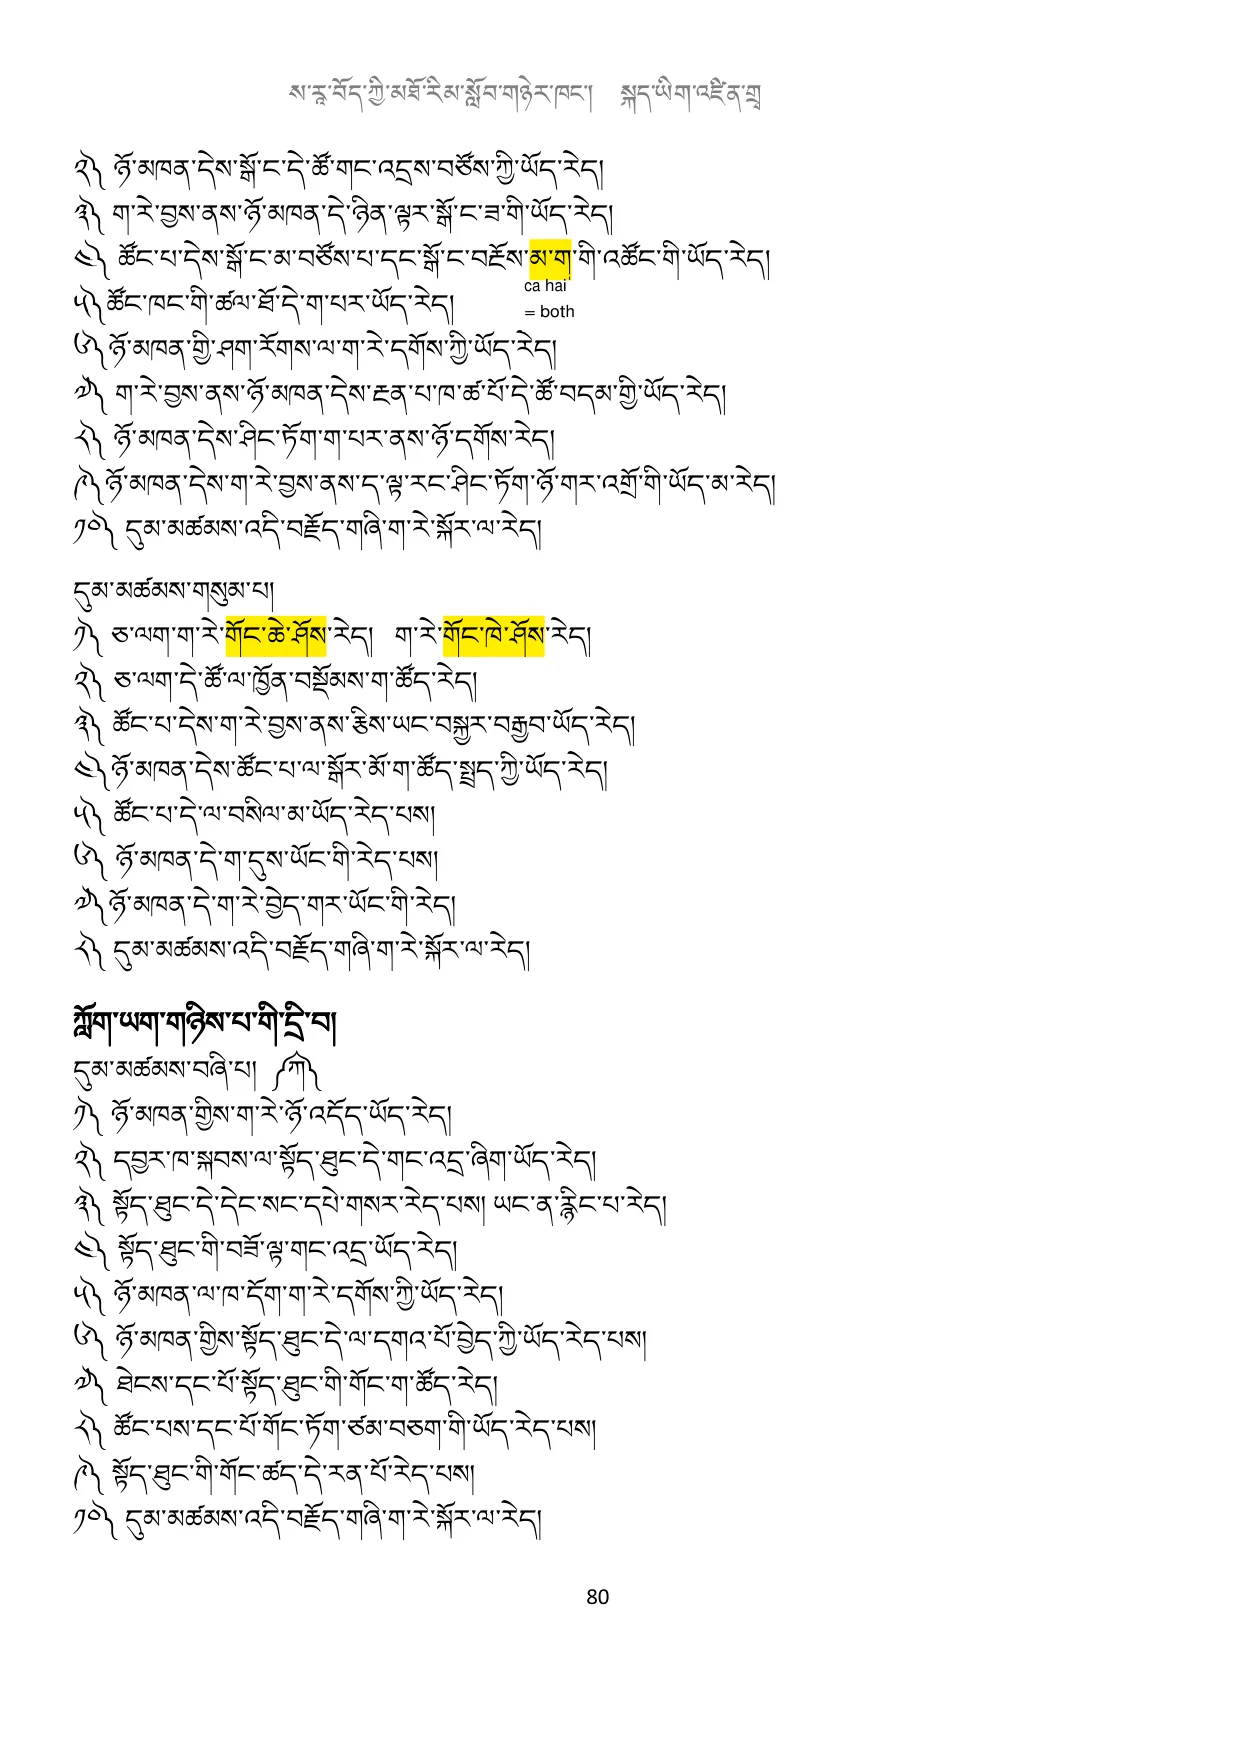 ས་རཱ་བོད་ཀྱི་མཐོ་རིམ་སློབ་གཉེར་ཁང་།    སྐད་ཡིག་འཛིན་གྲྭ
༢༽ ཉོ་མཁན་དེས་སྒོ་ང་དེ་ཚོ་གང་འདྲས་བཙོས་ཀྱི་ཡོད་རེད།
༣༽ ག་རེ་བྱས་ནས་ཉོ་མཁན་དེ་ཉིན་ལྟར་སྒོ་ང་ཟ་གི་ཡོད་རེད།
༤༽ ཚོང་པ་དེས་སྒོ་ང་མ་བཙོས་པ་དང་སྒོ་ང་བརྔོས་མ་ག་གི་འཚོང་གི་ཡོད་རེད།
ca hai
༥༽ ཚོང་ཁང་གི་ཚལ་ཐོ་དེ་ག་པར་ཡོད་རེད།
= both
༦༽ ཉོ་མཁན་གྱི་ཤག་རོགས་ལ་ག་རེ་དགོས་ཀྱི་ཡོད་རེད།
༧༽ ག་རེ་བྱས་ནས་ཉོ་མཁན་དེས་རྔན་པ་ཁ་ཚ་པོ་དེ་ཚོ་བདམ་གྱི་ཡོད་རེད།
༨༽ ཉོ་མཁན་དེས་ཤིང་ཏོག་ག་པར་ནས་ཉོ་དགོས་རེད།
༩༽ ཉོ་མཁན་དེས་ག་རེ་བྱས་ནས་ད་ལྟ་རང་ཤིང་ཏོག་ཉོ་གར་འགྲོ་གི་ཡོད་མ་རེད།
༡༠༽ དུམ་མཚམས་འདི་བརྗོད་གཞི་ག་རེ་སྐོར་ལ་རེད།
དུམ་མཚམས་གསུམ་པ།
༡༽ ཅ་ལག་ག་རེ་གོང་ཆེ་ཤོས་རེད།   ག་རེ་གོང་ཁེ་ཤོས་རེད།
༢༽ ཅ་ལག་དེ་ཚོ་ལ་ཁྱོན་བསྡོམས་ག་ཚོད་རེད།
༣༽ ཚོང་པ་དེས་ག་རེ་བྱས་ནས་རྩིས་ཡང་བསྐྱར་བརྒྱབ་ཡོད་རེད།
༤༽ ཉོ་མཁན་དེས་ཚོང་པ་ལ་སྒོར་མོ་ག་ཚོད་སྤྲད་ཀྱི་ཡོད་རེད།
༥༽ ཚོང་པ་དེ་ལ་བསིལ་མ་ཡོད་རེད་པས།
༦༽ ཉོ་མཁན་དེ་ག་དུས་ཡོང་གི་རེད་པས།
༧༽ ཉོ་མཁན་དེ་ག་རེ་བྱེད་གར་ཡོང་གི་རེད།
༨༽ དུམ་མཚམས་འདི་བརྗོད་གཞི་ག་རེ་སྐོར་ལ་རེད།
ཀློག་ཡག་གཉིས་པ་གི་དྲི་བ།
དུམ་མཚམས་བཞི་པ།  ༼ཀ༽
༡༽ ཉོ་མཁན་གྱིས་ག་རེ་ཉོ་འདོད་ཡོད་རེད།
༢༽ དབྱར་ཁ་སྐབས་ལ་སྟོད་ཐུང་དེ་གང་འདྲ་ཞིག་ཡོད་རེད།
༣༽ སྟོད་ཐུང་དེ་དེང་སང་དཔེ་གསར་རེད་པས། ཡང་ན་རྙིང་པ་རེད།
༤༽ སྟོད་ཐུང་གི་བཟོ་ལྟ་གང་འདྲ་ཡོད་རེད།
༥༽ ཉོ་མཁན་ལ་ཁ་དོག་ག་རེ་དགོས་ཀྱི་ཡོད་རེད།
༦༽ ཉོ་མཁན་གྱིས་སྟོད་ཐུང་དེ་ལ་དགའ་པོ་བྱེད་ཀྱི་ཡོད་རེད་པས།
༧༽ ཐེངས་དང་པོ་སྟོད་ཐུང་གི་གོང་ག་ཚོད་རེད།
༨༽ ཚོང་པས་དང་པོ་གོང་ཏོག་ཙམ་བཅག་གི་ཡོད་རེད་པས།
༩༽ སྟོད་ཐུང་གི་གོང་ཚད་དེ་རན་པོ་རེད་པས།
༡༠༽ དུམ་མཚམས་འདི་བརྗོད་གཞི་ག་རེ་སྐོར་ལ་རེད།
80